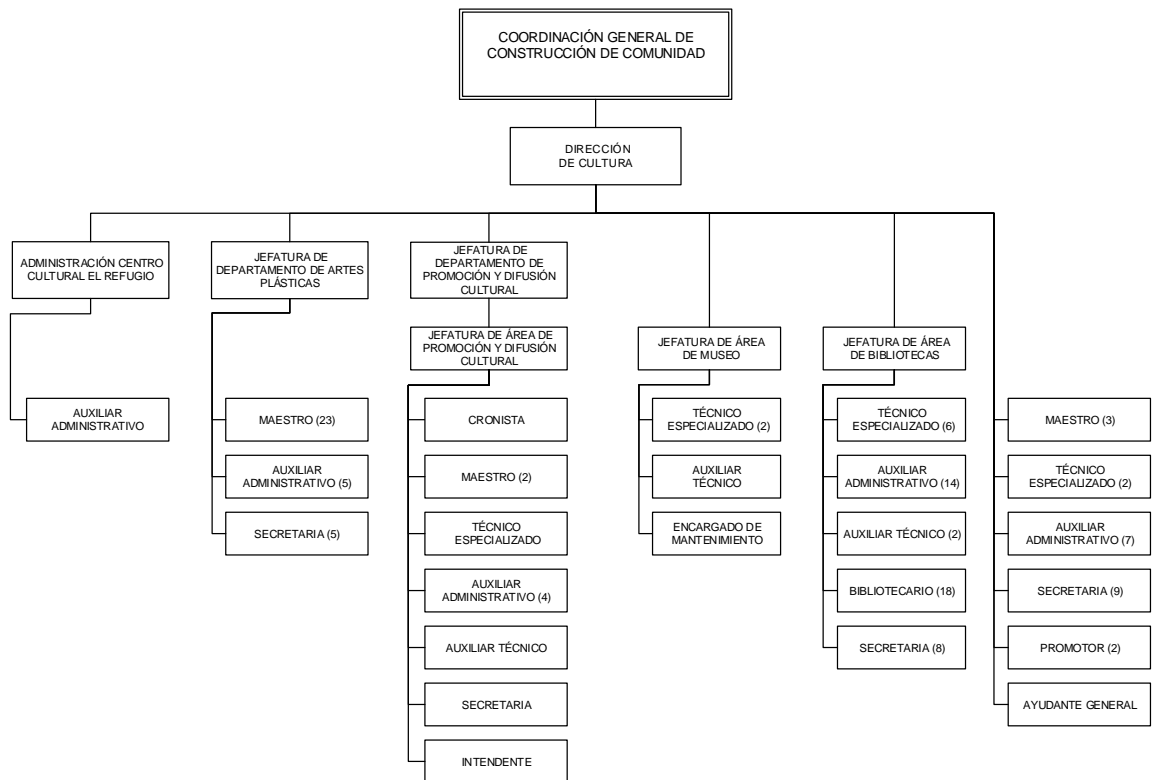 COORDINACIÓN GENERAL DE
CONSTRUCCIÓN DE COMUNIDAD
DIRECCIÓN
DE CULTURA
ADMINISTRACIÓN CENTRO
CULTURAL EL REFUGIO
AUXILIAR
ADMINISTRATIVO
JEFATURA DE
DEPARTAMENTO DE ARTES
PLÁSTICAS
MAESTRO (23)
AUXILIAR
ADMINISTRATIVO (5)
SECRETARIA (5)
JEFATURA DE
DEPARTAMENTO DE
PROMOCIÓN Y DIFUSIÓN
CULTURAL
JEFATURA DE ÁREA DE
PROMOCIÓN Y DIFUSIÓN
CULTURAL
CRONISTA
MAESTRO (2)
TÉCNICO
ESPECIALIZADO
AUXILIAR
ADMINISTRATIVO (4)
AUXILIAR TÉCNICO
SECRETARIA
INTENDENTE
JEFATURA DE ÁREA
DE MUSEO
TÉCNICO
ESPECIALIZADO (2)
AUXILIAR
TÉCNICO
ENCARGADO DE
MANTENIMIENTO
JEFATURA DE ÁREA
DE BIBLIOTECAS
TÉCNICO
ESPECIALIZADO (6)
AUXILIAR
ADMINISTRATIVO (14)
AUXILIAR TÉCNICO (2)
BIBLIOTECARIO (18)
SECRETARIA (8)
MAESTRO (3)
TÉCNICO
ESPECIALIZADO (2)
AUXILIAR
ADMINISTRATIVO (7)
SECRETARIA (9)
PROMOTOR (2)
AYUDANTE GENERAL